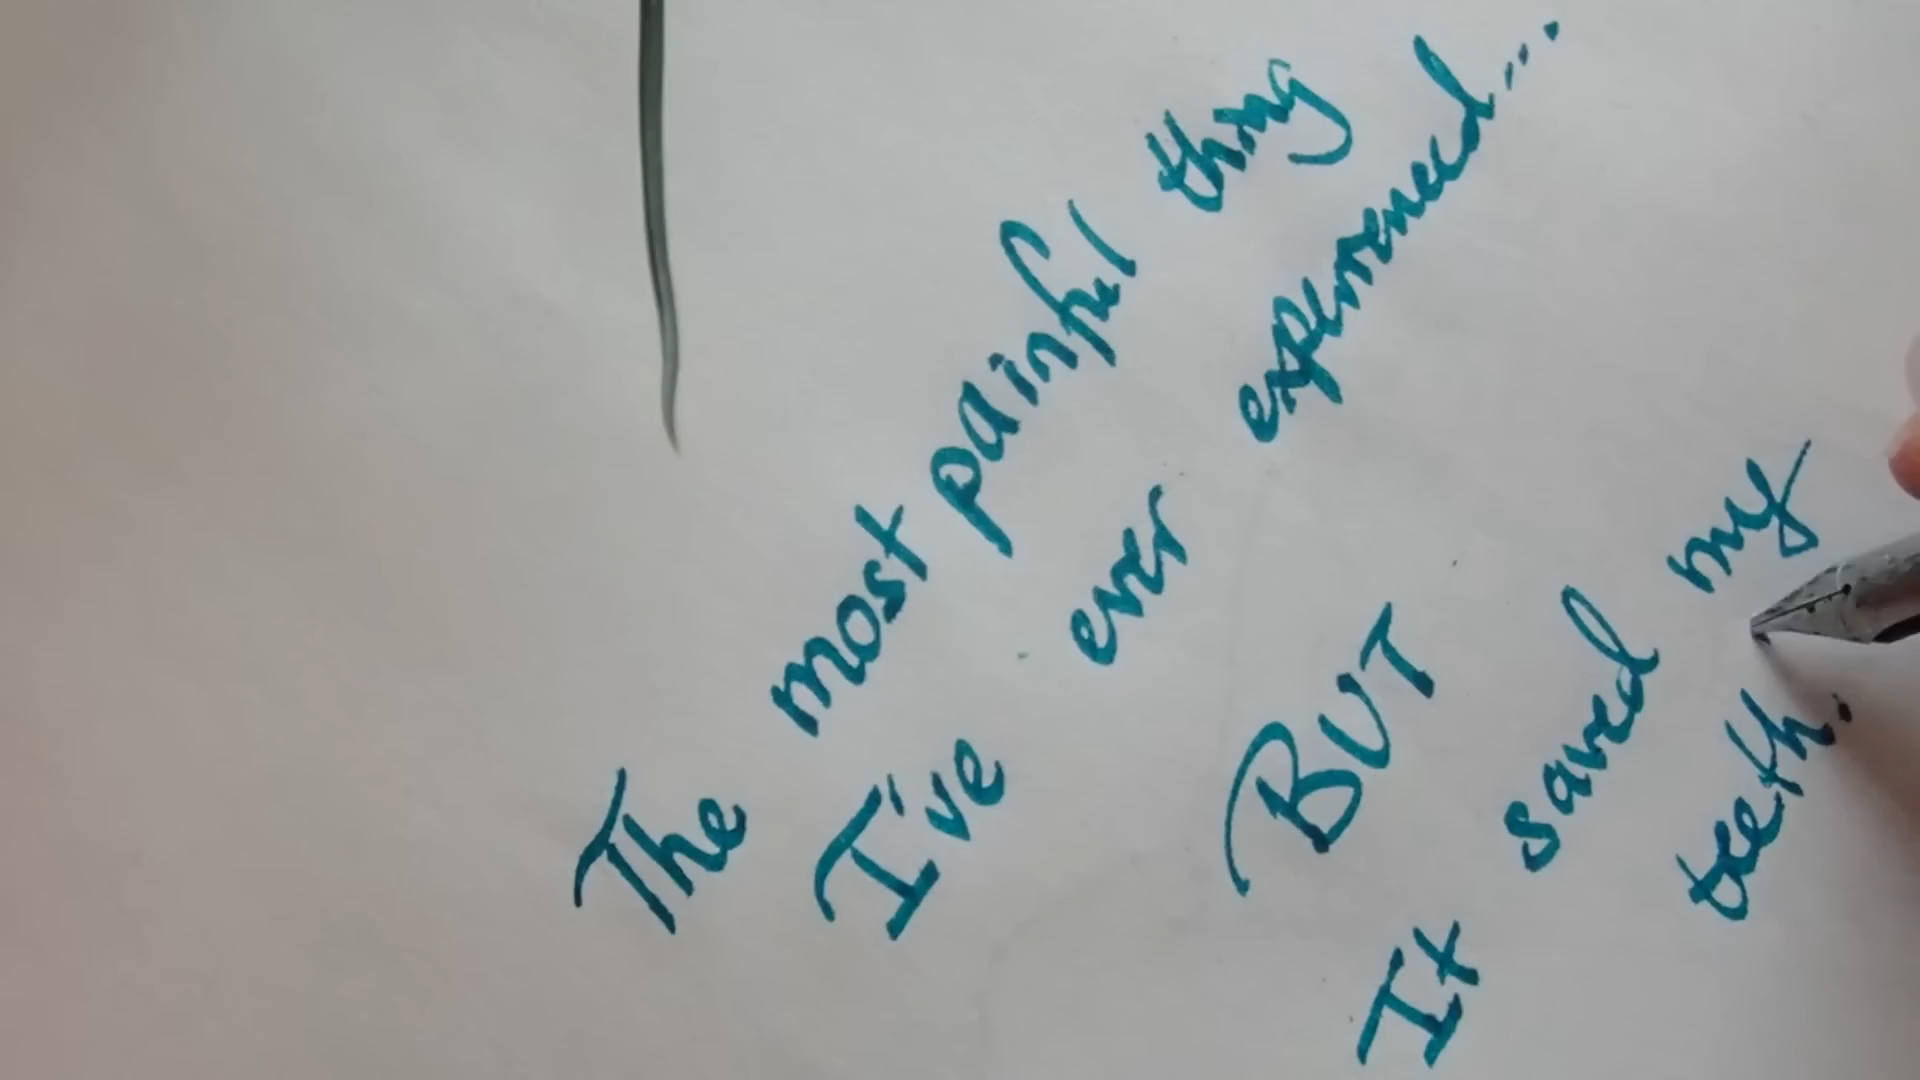 The most painful thing
I've ever experienced...
BUT
It saved my
teeth.